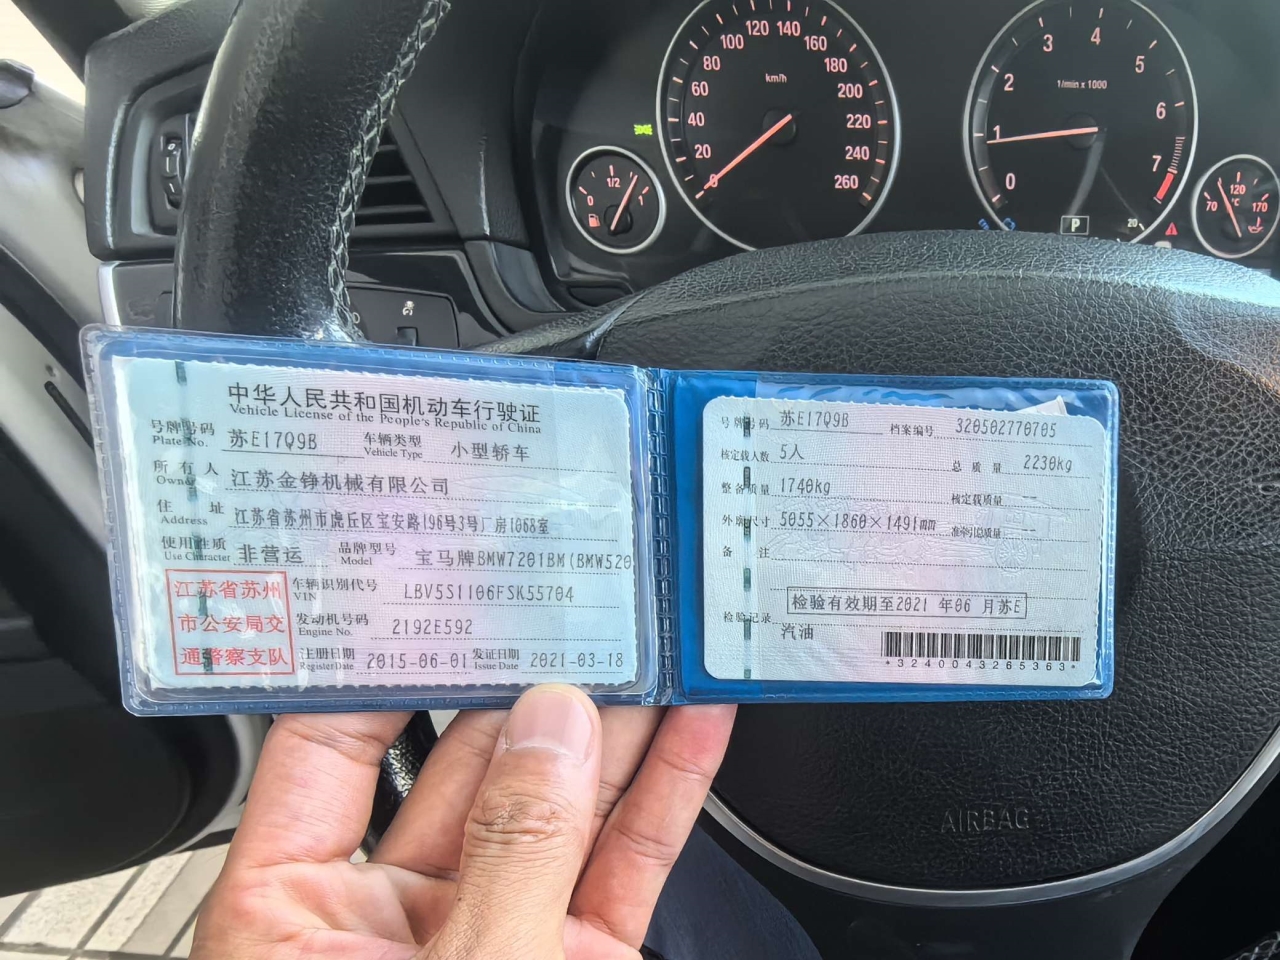 100 120 140 160
80 180
60 200
40 220
20 240
0 260
km/h
0 1/2 1
0 1 2 3 4 5 6 7
1/min x 1000
P
20
70 120 170
°C
中华人民共和国机动车行驶证
Vehicle License of the People's Republic of China
号牌号码 苏E17Q9B 车辆类型 小型轿车
Plate No. Vehicle Type
所有人 江苏金铮机械有限公司
Owner
住址 江苏省苏州市虎丘区宝安路196号3号厂房1068室
Address
使用性质 非营运 品牌型号 宝马牌BMW7201BM(BMW520
Use Character Model
江苏省苏州
市公安局交
通警察支队
车辆识别代号 LBV5S1106FSK55704
VIN
发动机号码 2192E592
Engine No.
注册日期 2015-06-01 发证日期 2021-03-18
Register Date Issue Date
号牌号码 苏E17Q9B 档案编号 320502770705
核定载人数 5人 总质量 2230kg
整备质量 1740kg 核定载质量 --
外廓尺寸 5055×1860×1491mm 准牵引总质量 --
备注
检验有效期至2021 年06 月苏E
检验记录
汽油
*3240043265363*
AIRBAG